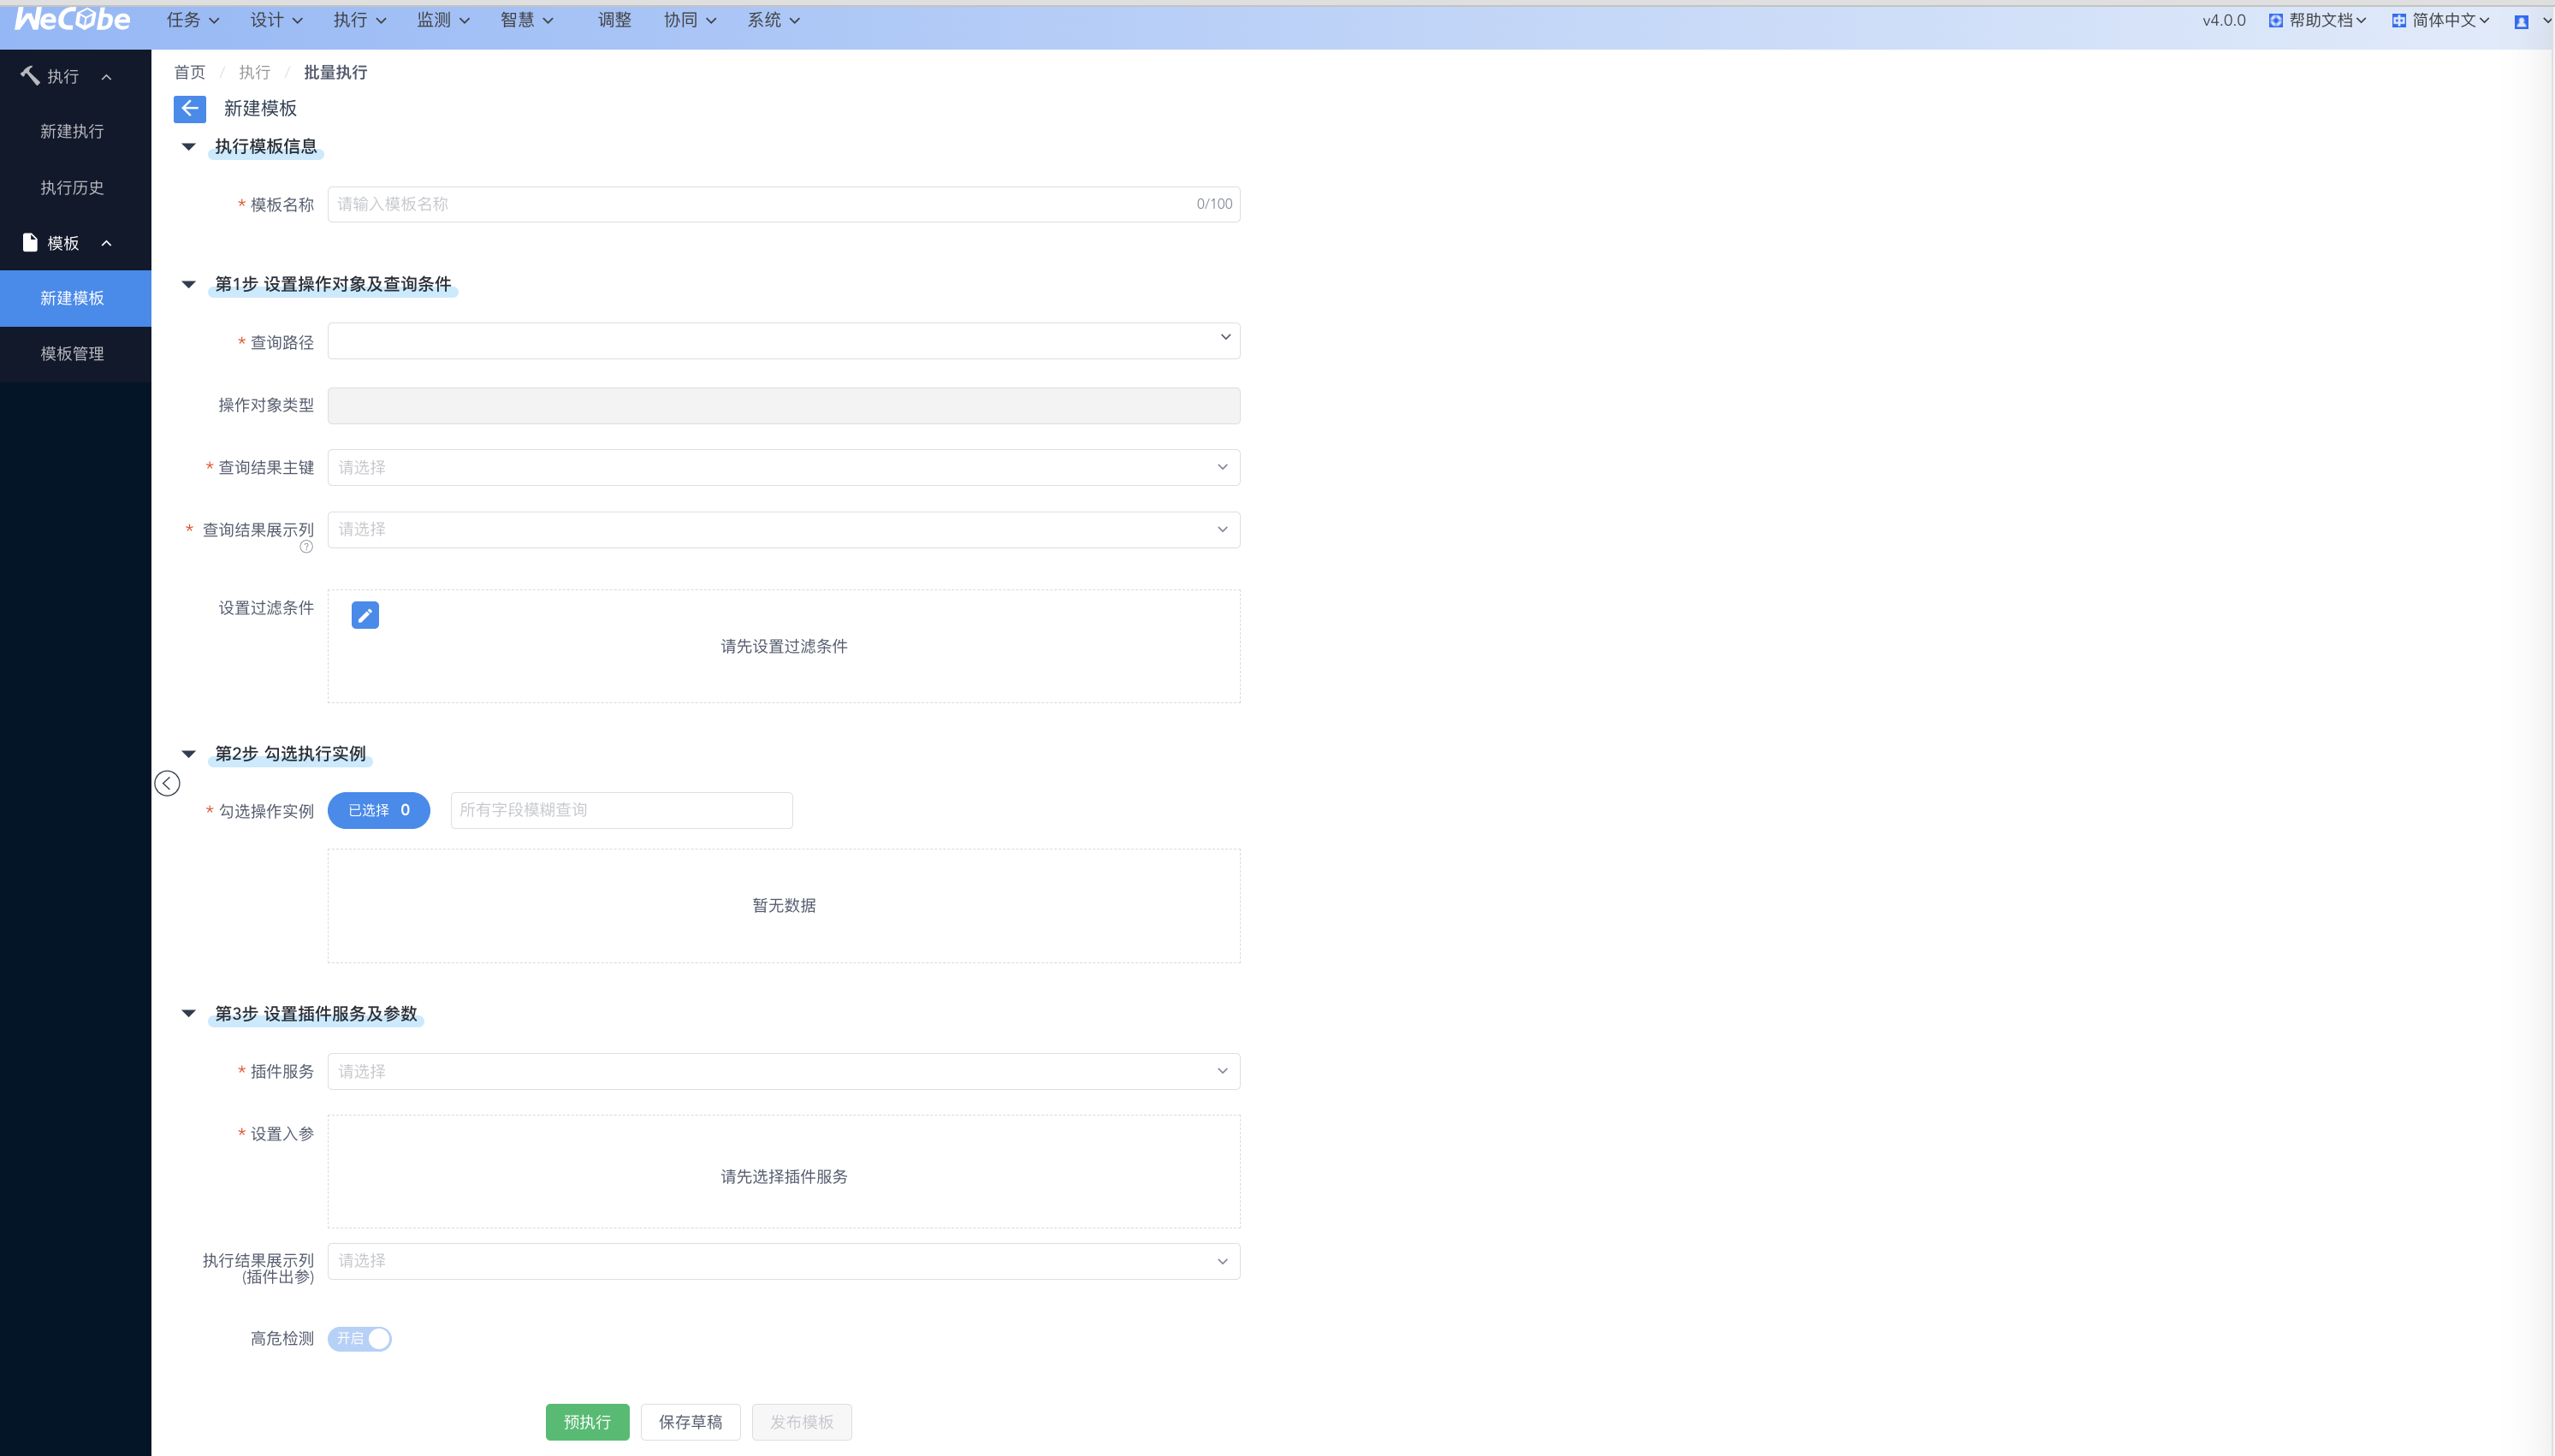 WeCube
任务 设计 执行 监测 智慧 调整 协同 系统 v4.0.0 帮助文档 简体中文
执行
新建执行
执行历史
模板
新建模板
模板管理
首页 / 执行 / 批量执行
新建模板
执行模板信息
* 模板名称 请输入模板名称 0/100
第1步 设置操作对象及查询条件
* 查询路径
操作对象类型
* 查询结果主键 请选择
* 查询结果展示列 请选择
?
设置过滤条件
请先设置过滤条件
第2步 勾选执行实例
* 勾选操作实例 已选择 0 所有字段模糊查询
暂无数据
第3步 设置插件服务及参数
* 插件服务 请选择
* 设置入参
请先选择插件服务
执行结果展示列 请选择
(插件出参)
高危检测 开启
预执行 保存草稿 发布模板